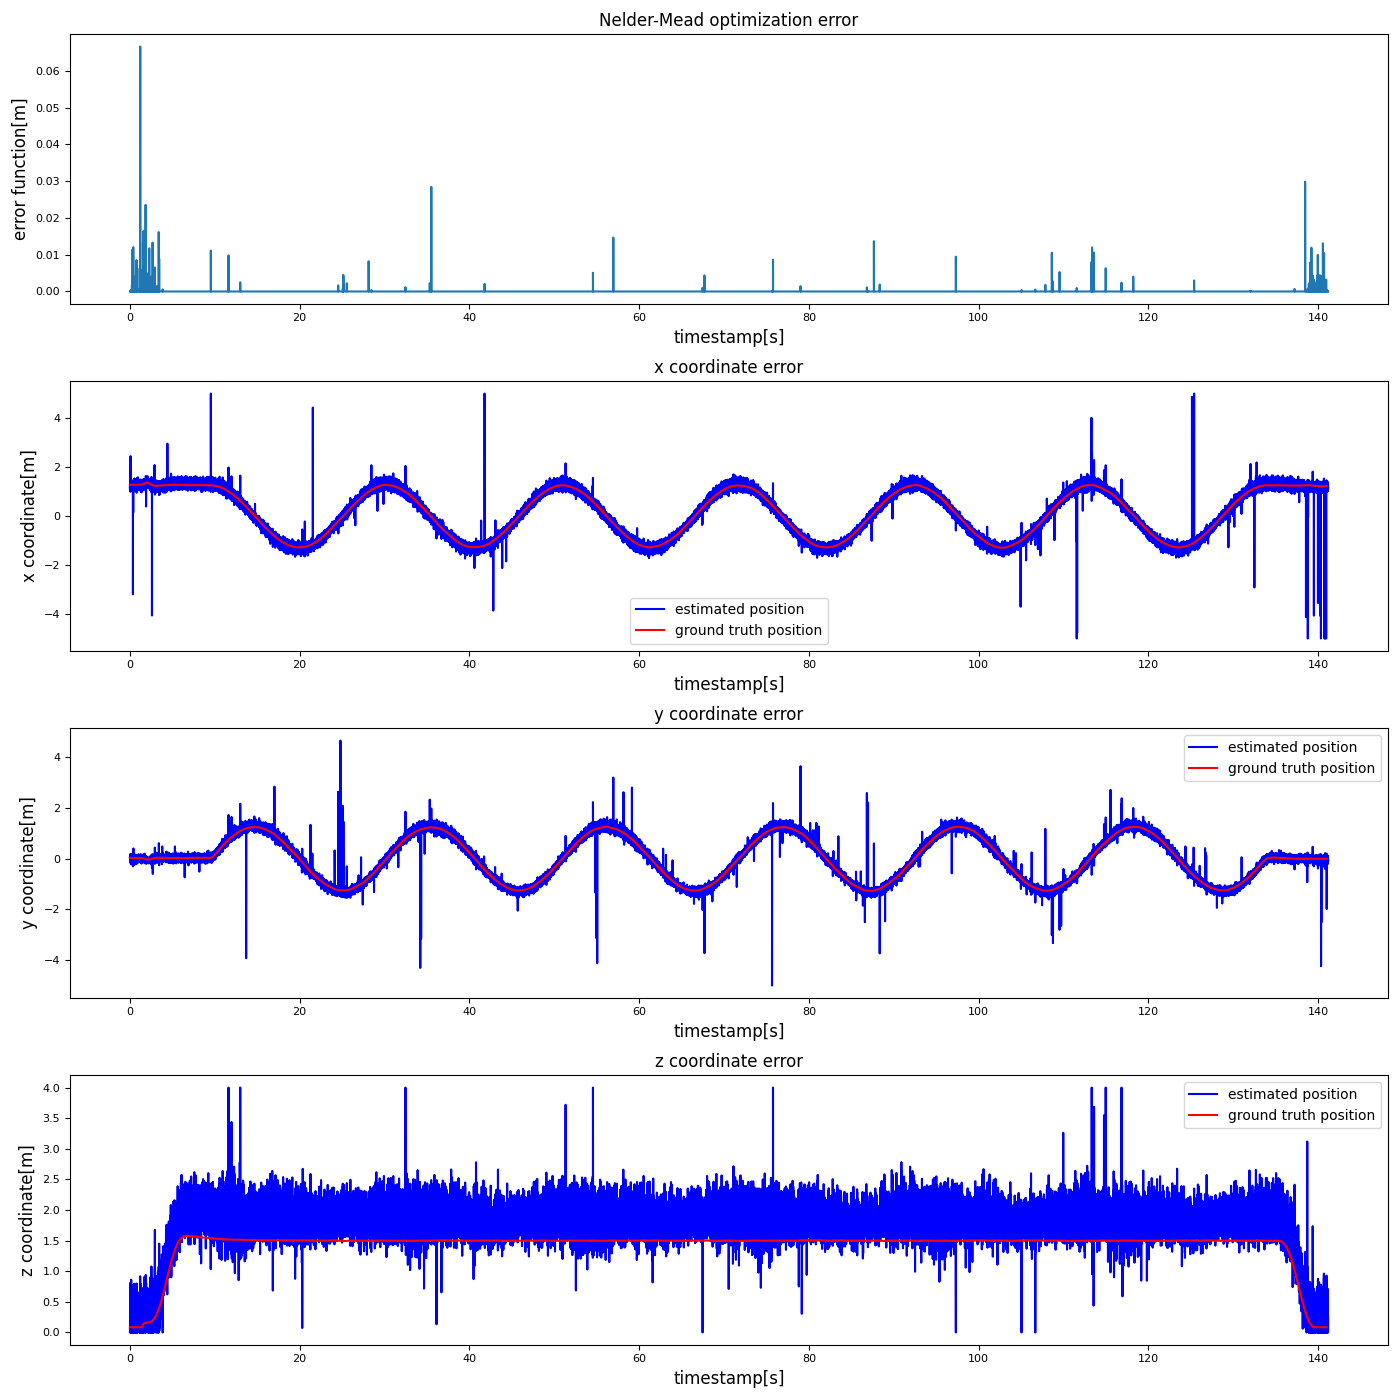 Nelder-Mead optimization error
error function[m]
0.06
0.05
0.04
0.03
0.02
0.01
0.00
0 20 40 60 80 100 120 140
timestamp[s]
x coordinate error
x coordinate[m]
4
2
0
−2
−4
estimated position
ground truth position
0 20 40 60 80 100 120 140
timestamp[s]
y coordinate error
y coordinate[m]
4
2
0
−2
−4
estimated position
ground truth position
0 20 40 60 80 100 120 140
timestamp[s]
z coordinate error
z coordinate[m]
4.0
3.5
3.0
2.5
2.0
1.5
1.0
0.5
0.0
estimated position
ground truth position
0 20 40 60 80 100 120 140
timestamp[s]